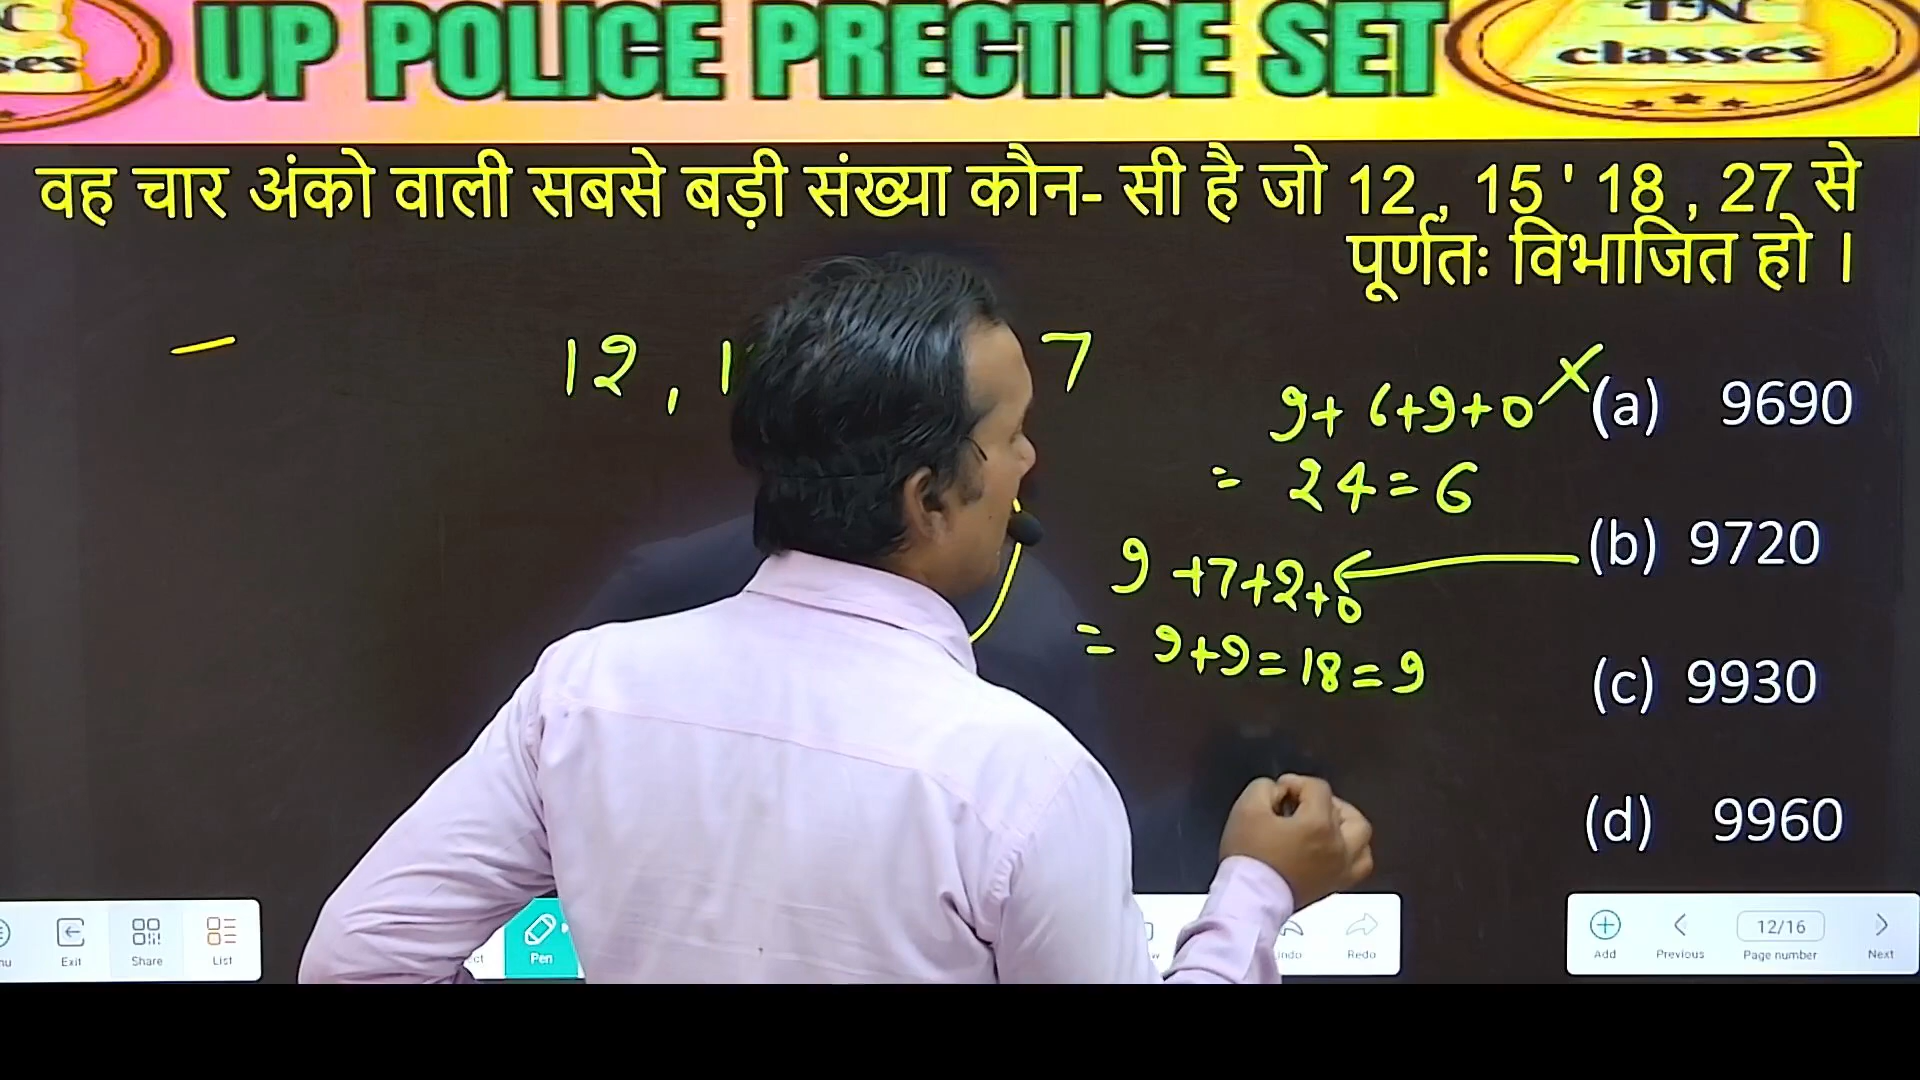 UP POLICE PRECTICE SET
classes
वह चार अंको वाली सबसे बड़ी संख्या कौन- सी है जो 12 , 15 ' 18 , 27 से
पूर्णतः विभाजित हो ।
12 , 1 7
9+ 6+9+0 ×
= 24=6
9 +7+2+0
= 9+9=18=9
(a) 9690
(b) 9720
(c) 9930
(d) 9960
Exit
Share
List
Pen
Redo
Add
Previous
12/16
Page number
Next